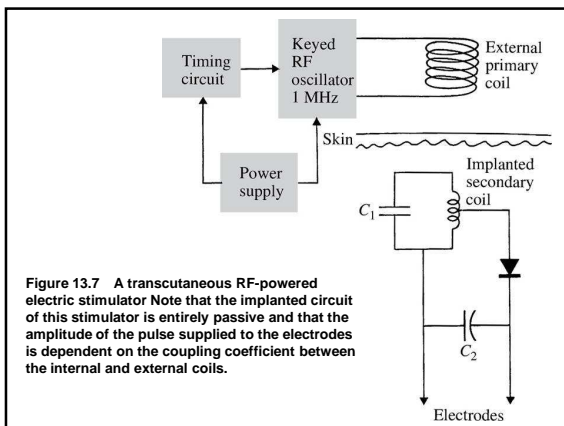 Timing
circuit
Keyed
RF
oscillator
1 MHz
External
primary
coil
Skin
Power
supply
Implanted
secondary
coil
C1
C2
Figure 13.7 A transcutaneous RF-powered
electric stimulator Note that the implanted circuit
of this stimulator is entirely passive and that the
amplitude of the pulse supplied to the electrodes
is dependent on the coupling coefficient between
the internal and external coils.
Electrodes